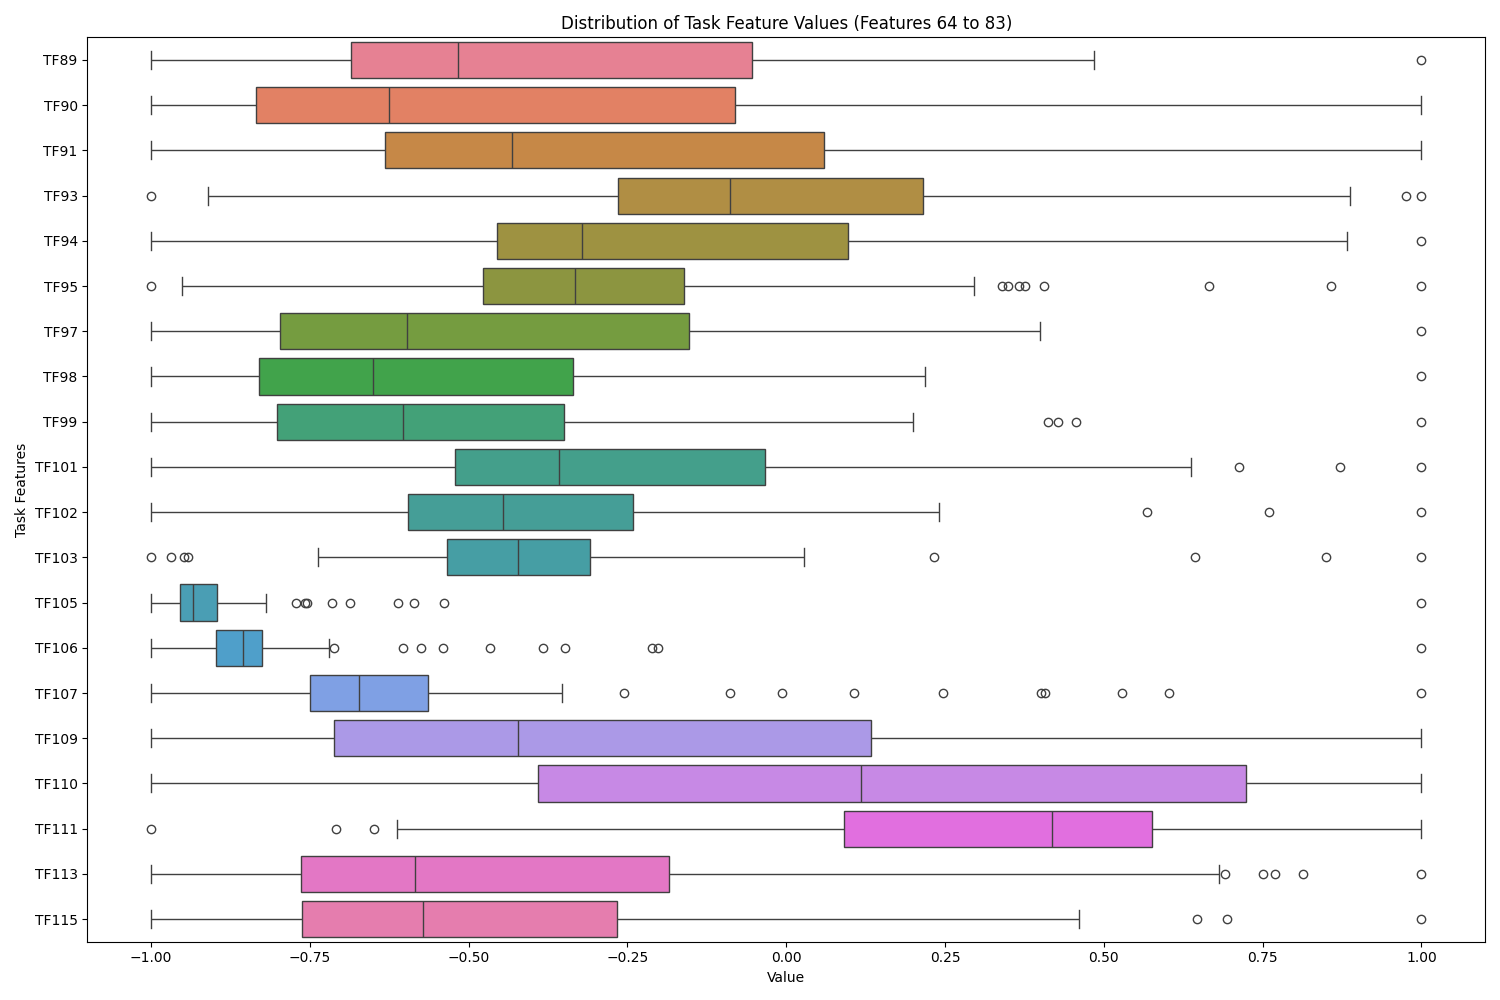 Distribution of Task Feature Values (Features 64 to 83)
Task Features
TF89
TF90
TF91
TF93
TF94
TF95
TF97
TF98
TF99
TF101
TF102
TF103
TF105
TF106
TF107
TF109
TF110
TF111
TF113
TF115
−1.00 −0.75 −0.50 −0.25 0.00 0.25 0.50 0.75 1.00
Value